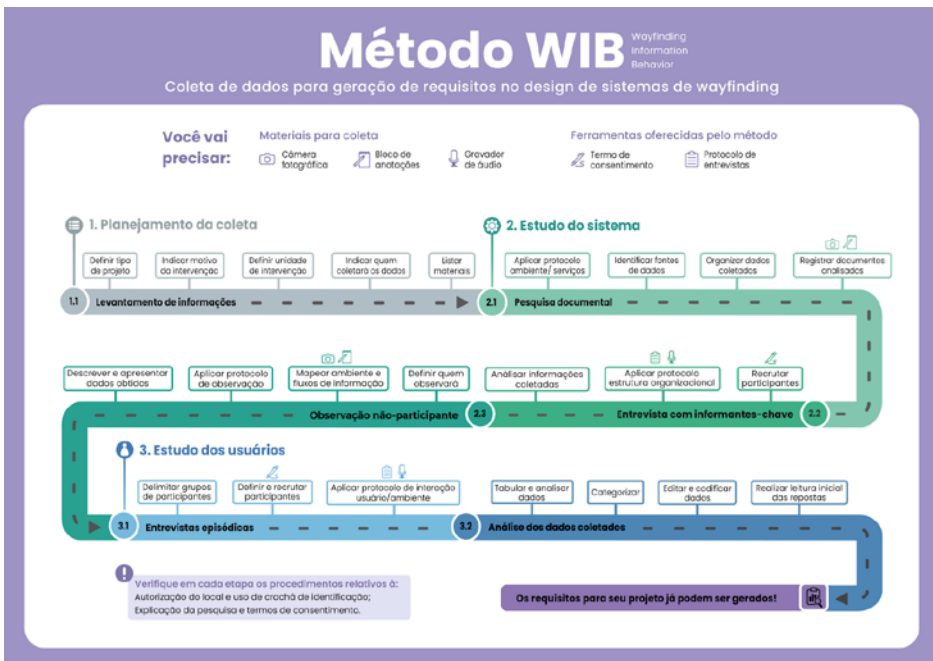 Método WIB
Wayfinding
Information
Behavior
Coleta de dados para geração de requisitos no design de sistemas de wayfinding
Você vai
precisar:
Materiais para coleta
Câmera
fotográfica
Bloco de
anotações
Gravador
de áudio
Ferramentas oferecidas pelo método
Termo de
consentimento
Protocolo de
entrevistas
1. Planejamento da coleta
Definir tipo
de projeto
Indicar motivo
da intervenção
Definir unidade
de intervenção
Indicar quem
coletará os dados
Listar
materiais
1.1 Levantamento de informações
2. Estudo do sistema
Aplicar protocolo
ambiente/ serviços
Identificar fontes
de dados
Organizar dados
coletados
Registrar documentos
analisados
2.1 Pesquisa documental
Descrever e apresentar
dados obtidos
Aplicar protocolo
de observação
Mapear ambiente e
fluxos de informação
Definir quem
observará
Observação não-participante 2.3
Análisar informações
coletadas
Aplicar protocolo
estrutura organizacional
Recrutar
participantes
Entrevista com informantes-chave 2.2
3. Estudo dos usuários
Delimitar grupos
de participantes
Definir e recrutar
participantes
Aplicar protocolo de interação
usuário/ambiente
3.1 Entrevistas episódicas
Tabular e analisar
dados
Categorizar
Editar e codificar
dados
Realizar leitura inicial
das repostas
3.2 Análise dos dados coletados
Verifique em cada etapa os procedimentos relativos à:
Autorização do local e uso de crachá de identificação;
Explicação da pesquisa e termos de consentimento.
Os requisitos para seu projeto já podem ser gerados!